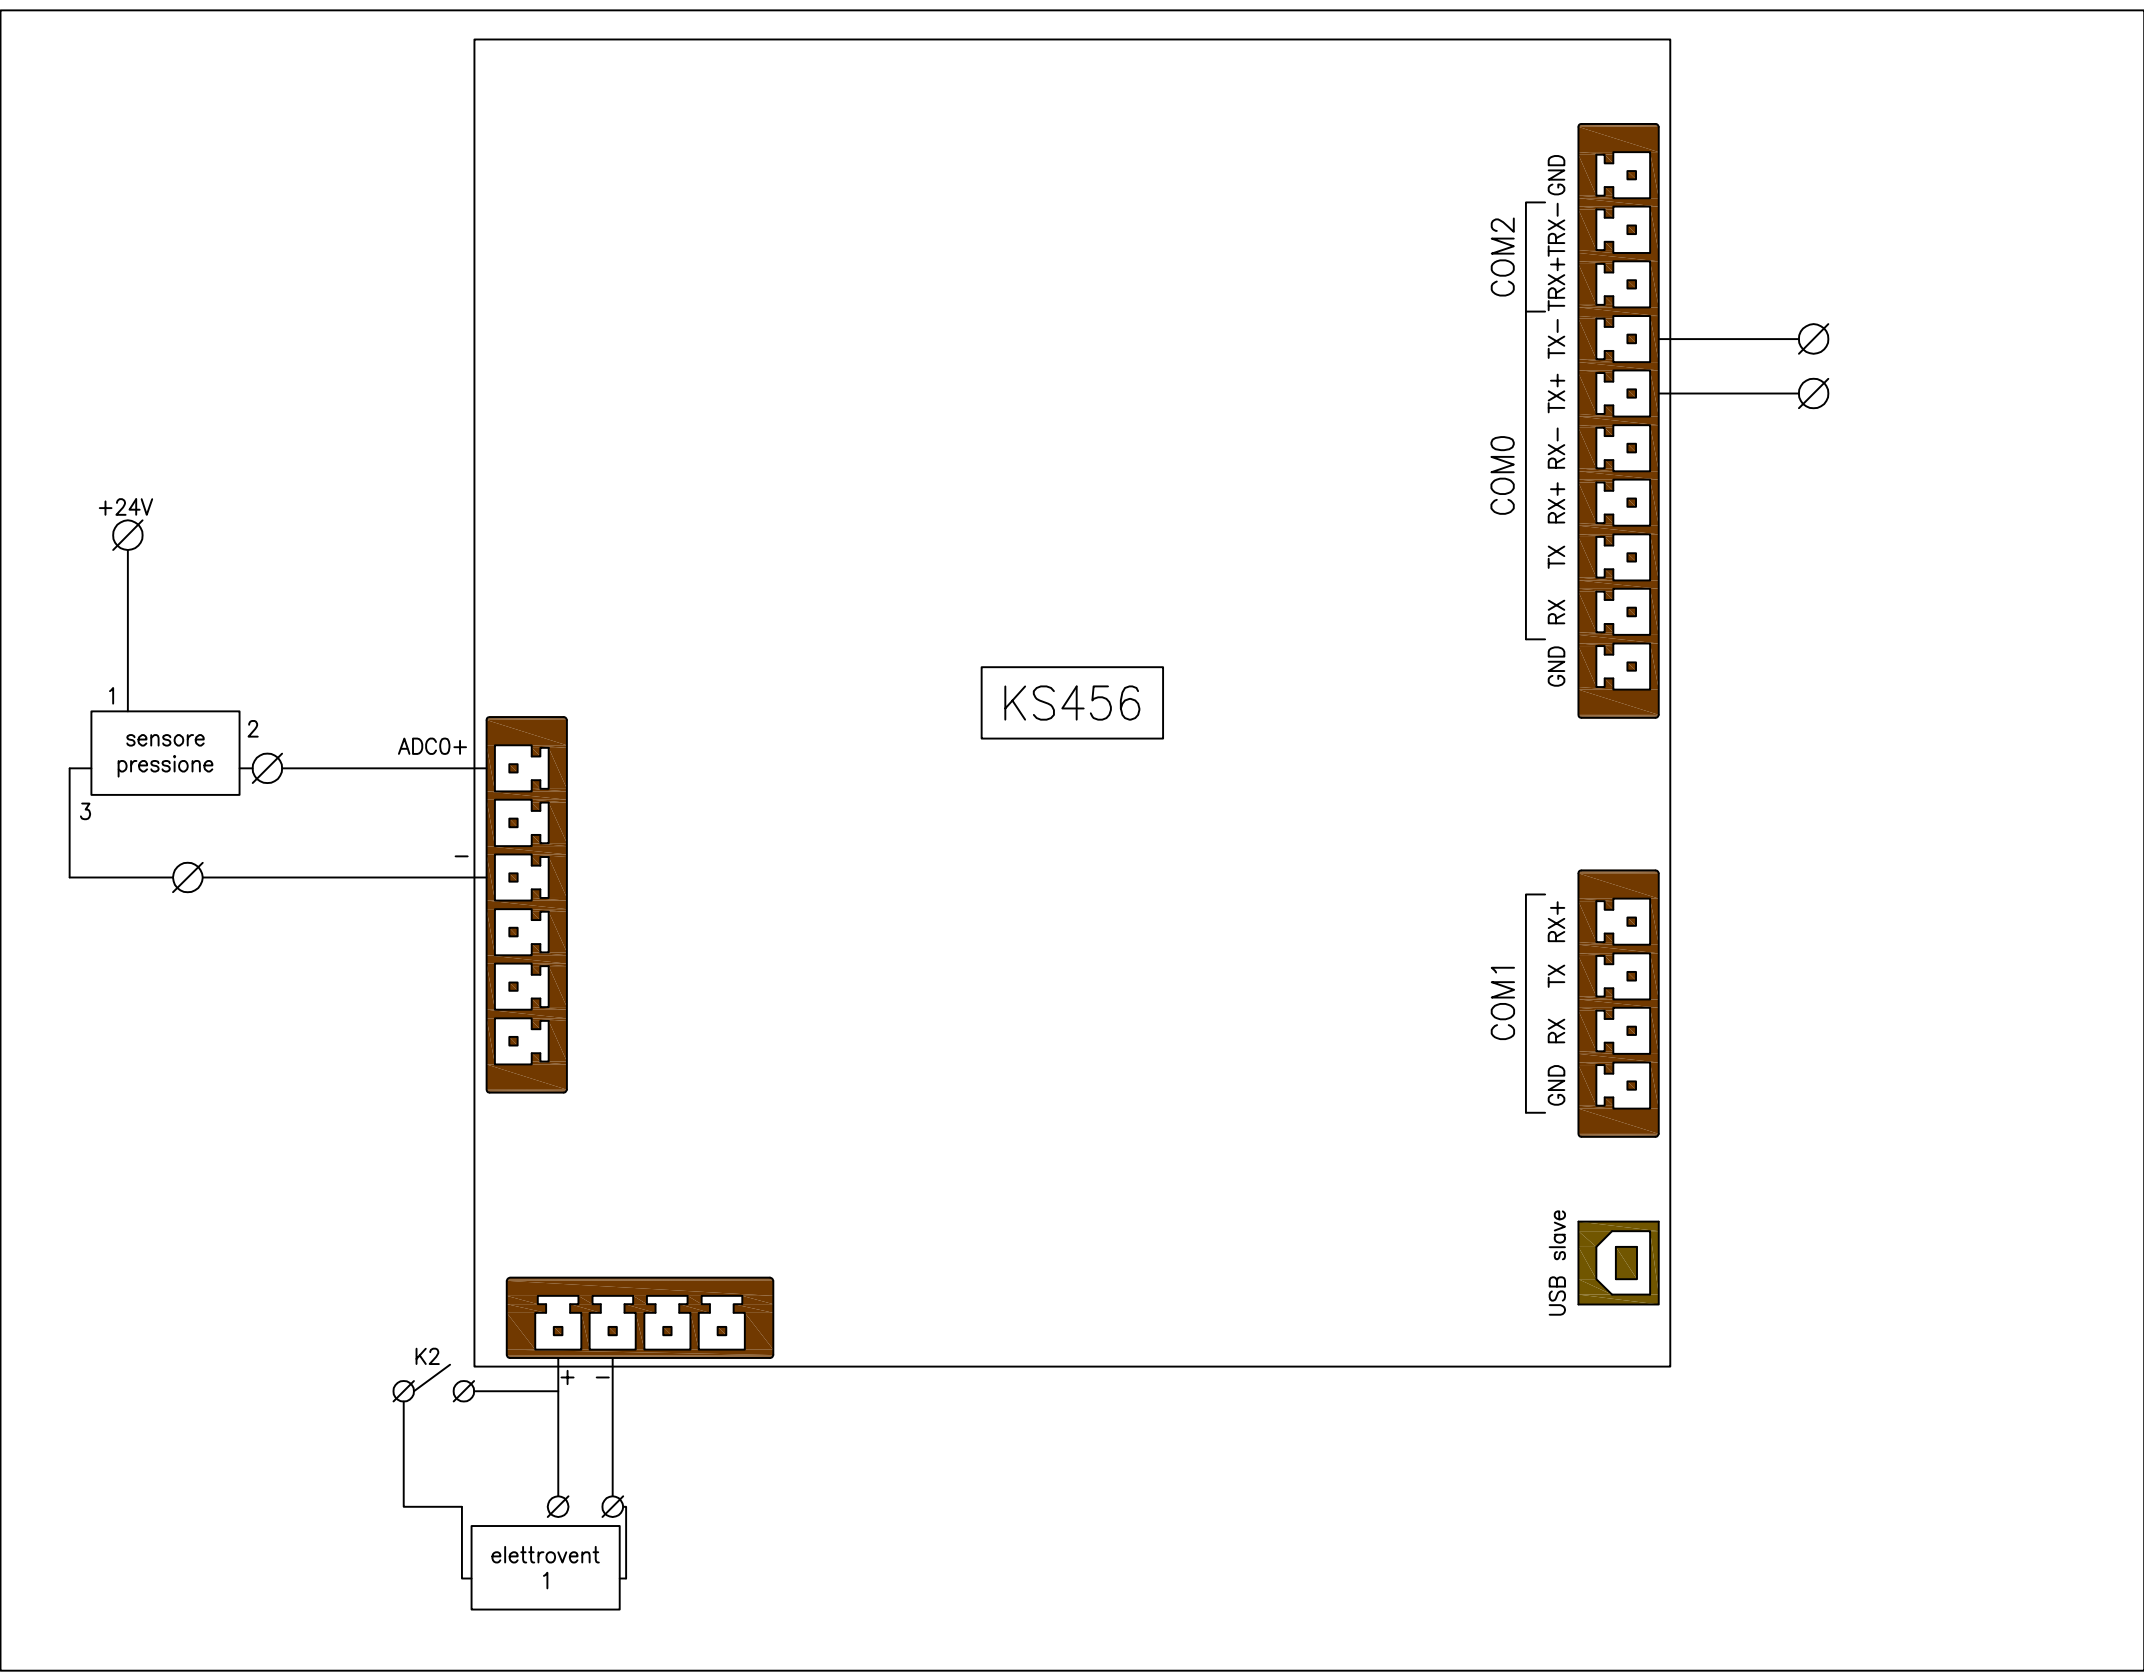 GND
TRX-
COM2
TRX+
TX-
TX+
RX-
COM0
RX+
TX
RX
GND
+24V
1
sensore
pressione
2
3
ADC0+
-
KS456
RX+
TX
COM1
RX
GND
USB slave
K2
+ -
elettrovent
1